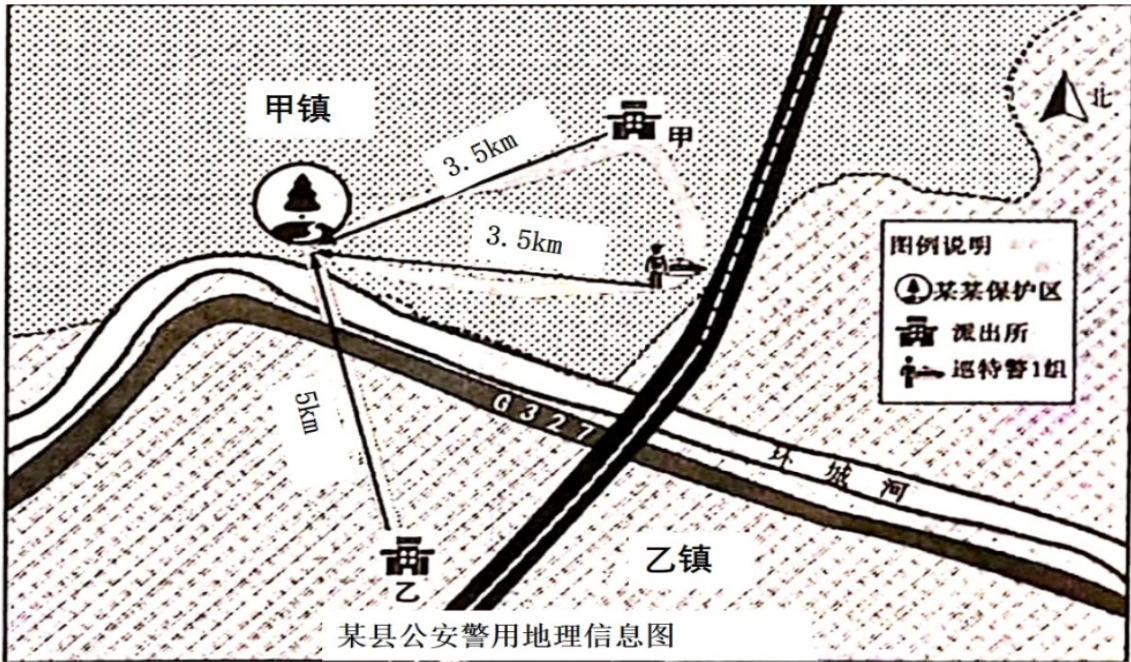 甲镇
甲
3.5km
北
3.5km
图例说明
某某保护区
派出所
巡特警1组
5km
G327
环城河
乙镇
乙
某县公安警用地理信息图